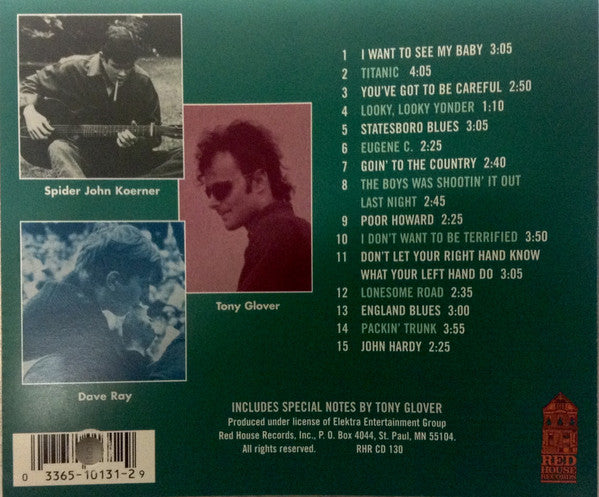 1 I WANT TO SEE MY BABY 3:05
2 TITANIC 4:05
3 YOU'VE GOT TO BE CAREFUL 2:50
4 LOOKY, LOOKY YONDER 1:10
5 STATESBORO BLUES 3:05
6 EUGENE C. 2:25
7 GOIN' TO THE COUNTRY 2:40
8 THE BOYS WAS SHOOTIN' IT OUT
LAST NIGHT 2:45
9 POOR HOWARD 2:25
10 I DON'T WANT TO BE TERRIFIED 3:50
11 DON'T LET YOUR RIGHT HAND KNOW
WHAT YOUR LEFT HAND DO 3:05
12 LONESOME ROAD 2:35
13 ENGLAND BLUES 3:00
14 PACKIN' TRUNK 3:55
15 JOHN HARDY 2:25
Spider John Koerner
Tony Glover
Dave Ray
INCLUDES SPECIAL NOTES BY TONY GLOVER
Produced under license of Elektra Entertainment Group
Red House Records, Inc., P. O. Box 4044, St. Paul, MN 55104.
All rights reserved. RHR CD 130
RED
HOUSE
RECORDS
0 3365-10131-2 9